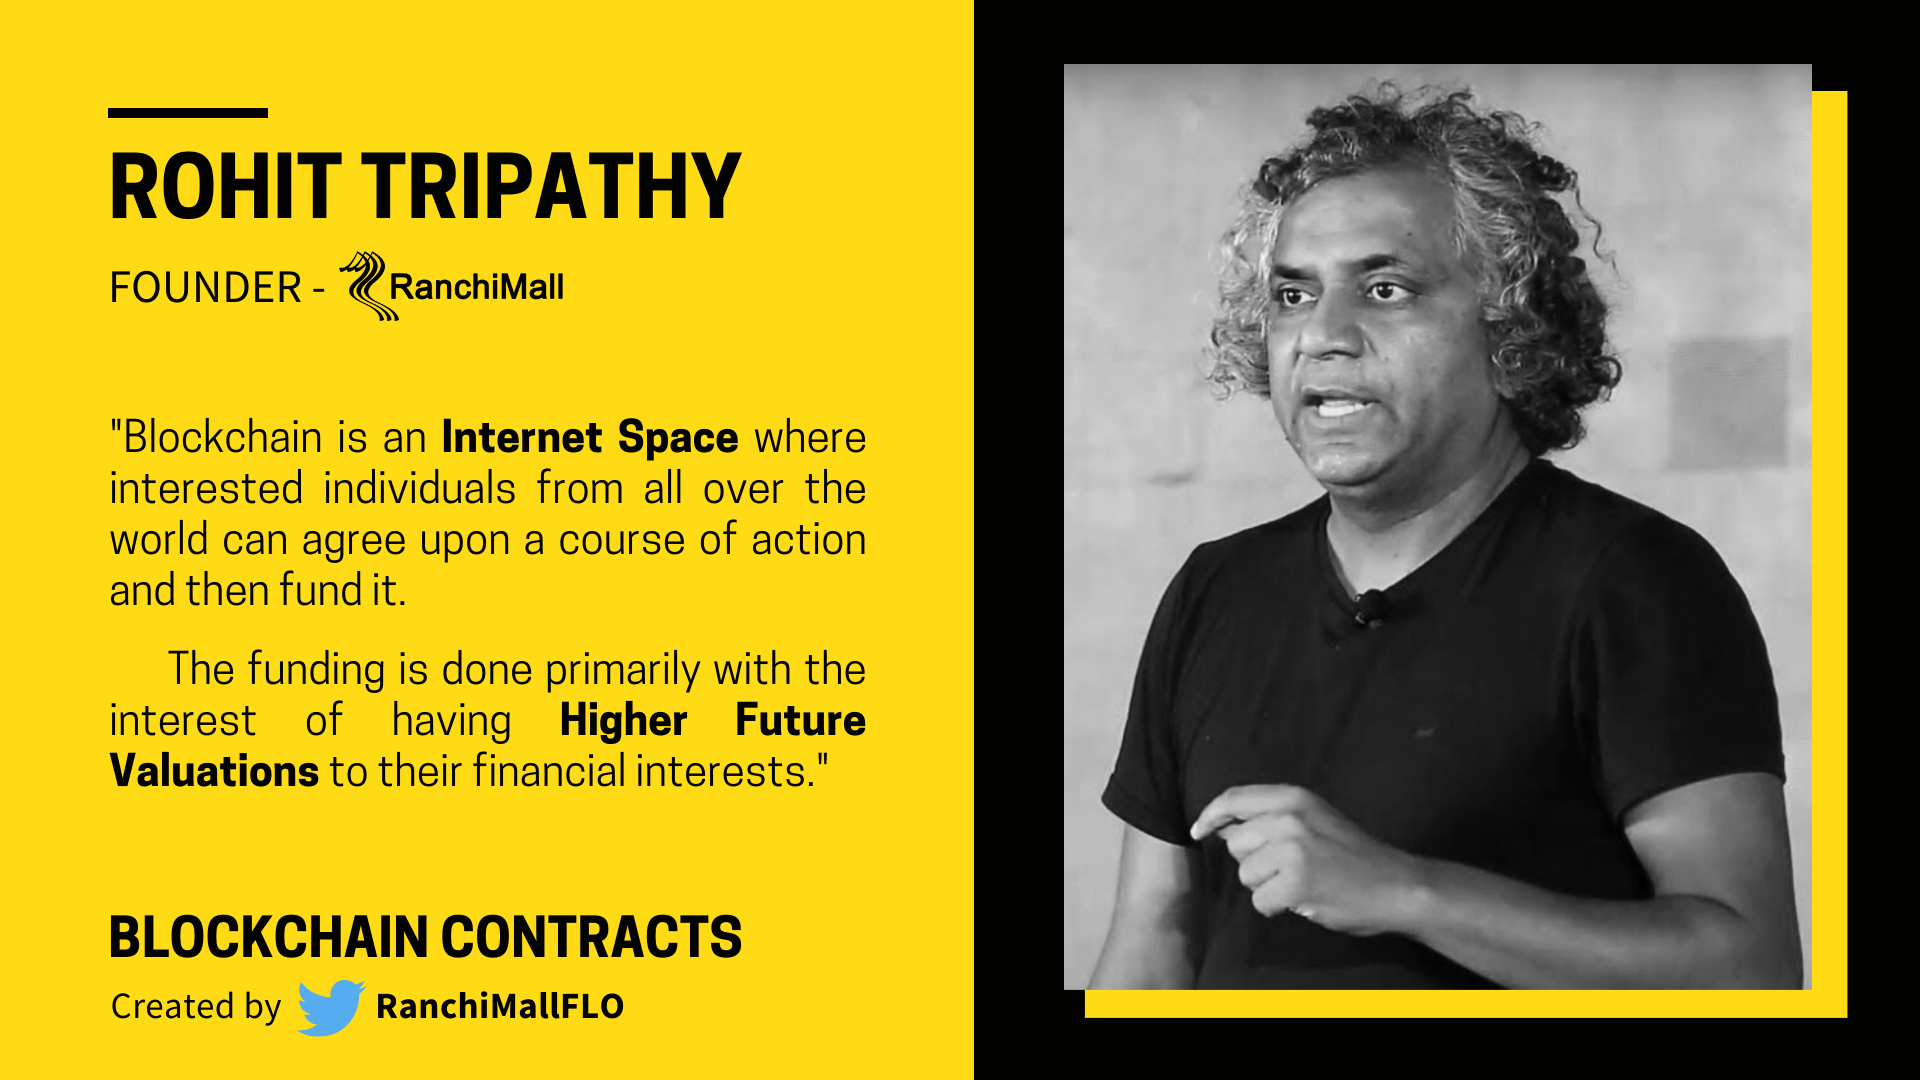 ROHIT TRIPATHY
FOUNDER - RanchiMall
"Blockchain is an Internet Space where
interested individuals from all over the
world can agree upon a course of action
and then fund it.
The funding is done primarily with the
interest of having Higher Future
Valuations to their financial interests."
BLOCKCHAIN CONTRACTS
Created by RanchiMallFLO